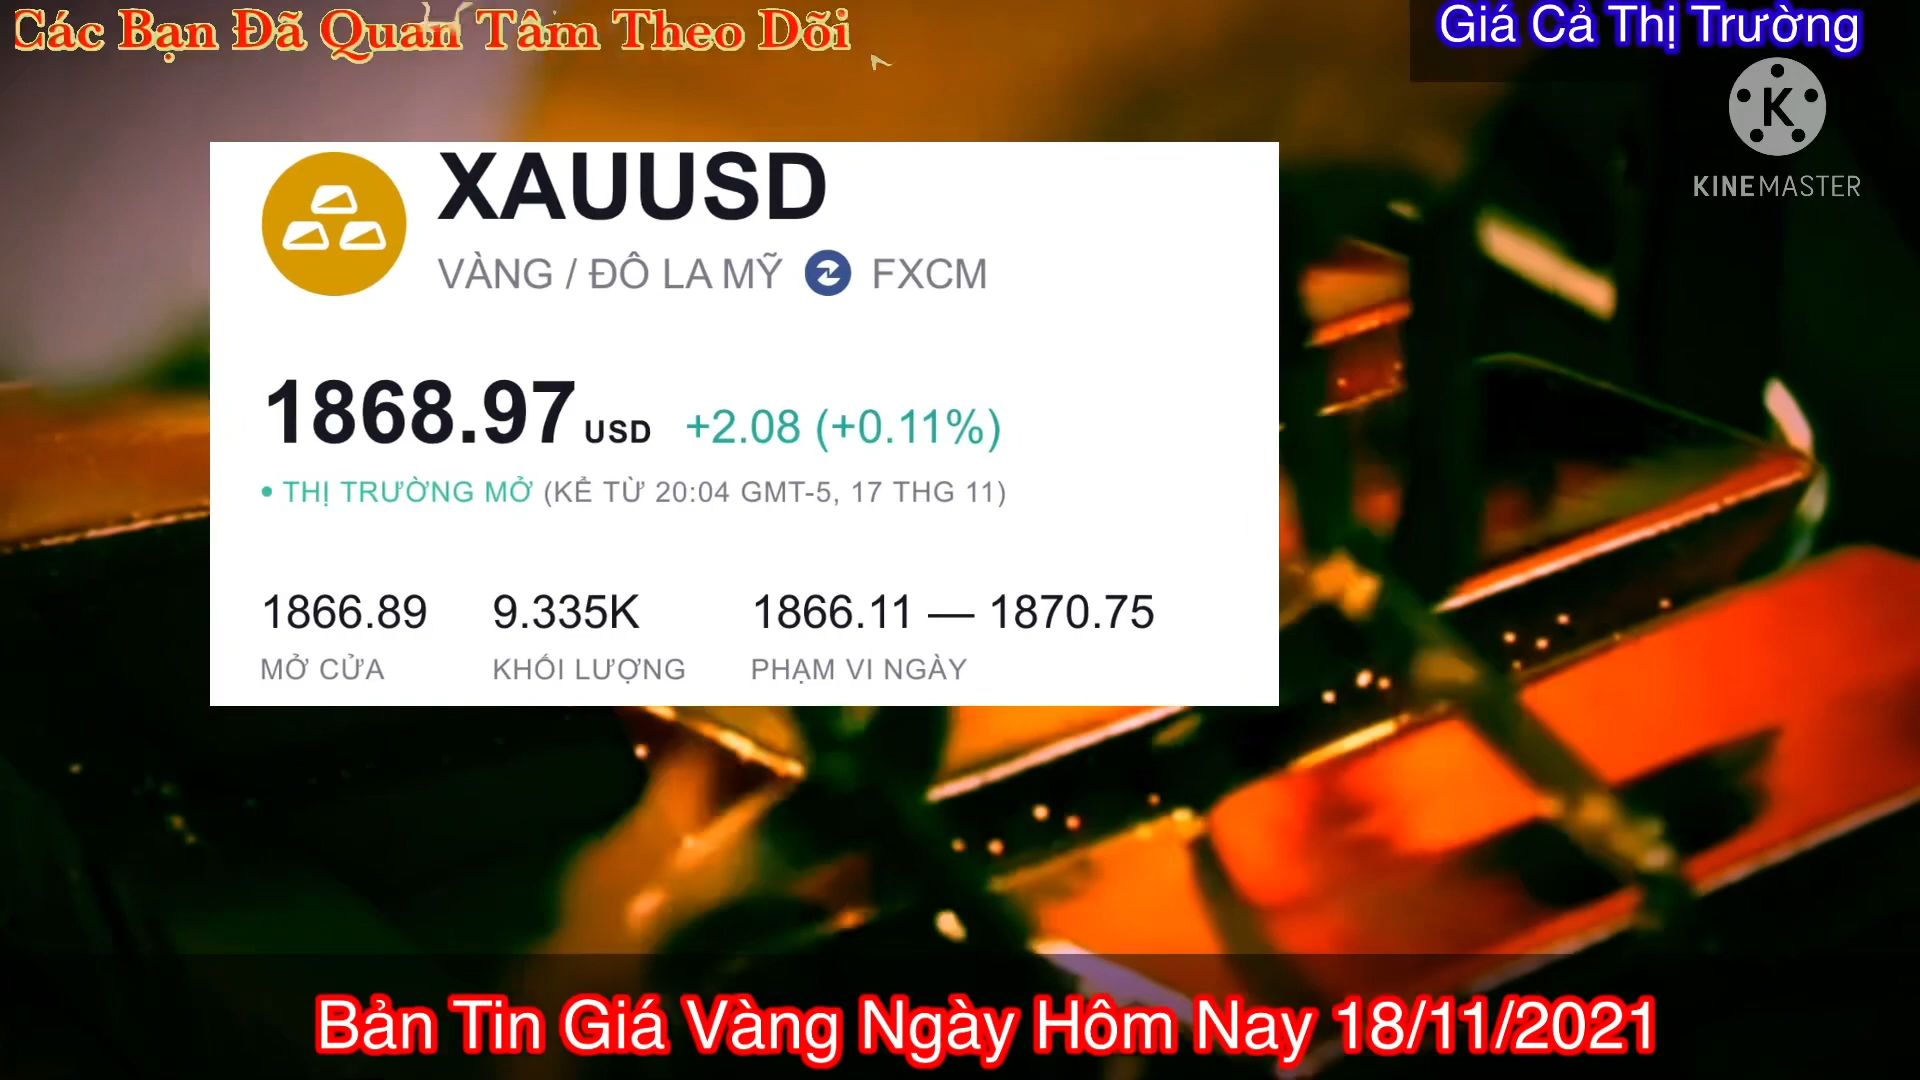 Các Bạn Đã Quan Tâm Theo Dõi
Giá Cả Thị Trường
K
KINEMASTER
XAUUSD
VÀNG / ĐÔ LA MỸ FXCM
1868.97 USD +2.08 (+0.11%)
• THỊ TRƯỜNG MỞ (KỂ TỪ 20:04 GMT-5, 17 THG 11)
1866.89 9.335K 1866.11 — 1870.75
MỞ CỬA KHỐI LƯỢNG PHẠM VI NGÀY
Bản Tin Giá Vàng Ngày Hôm Nay 18/11/2021